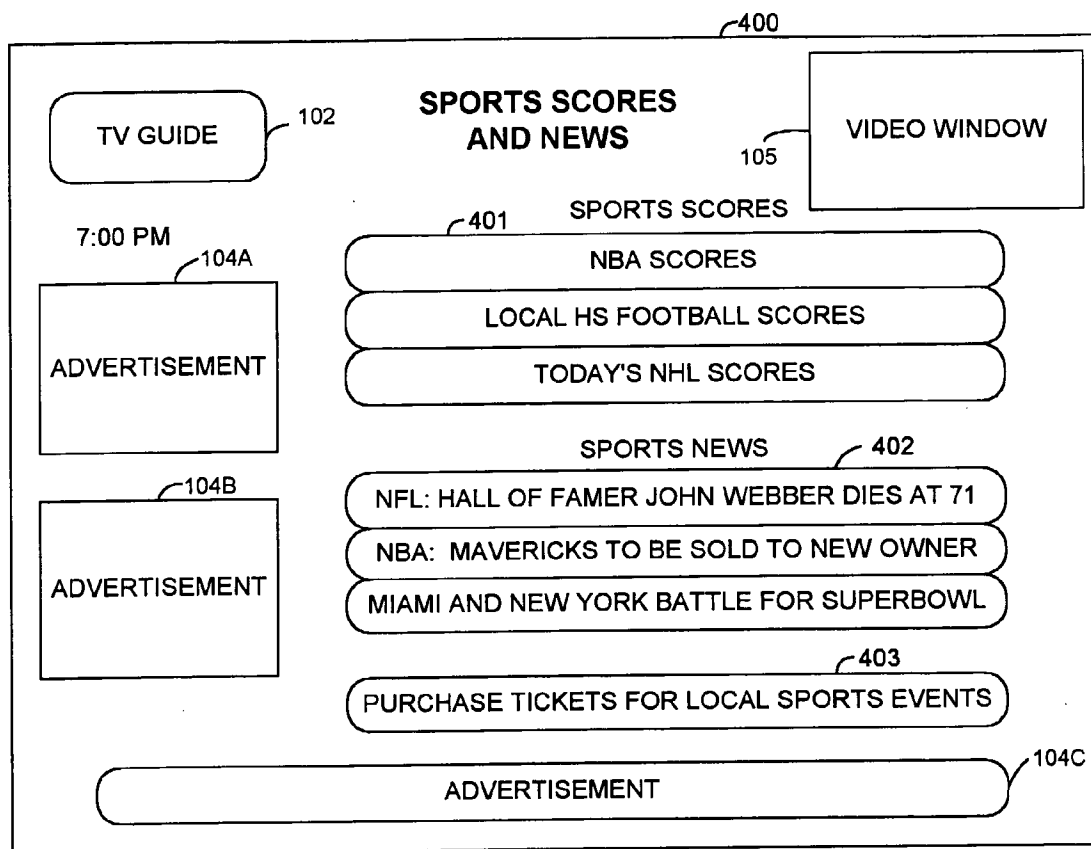 400
TV GUIDE
102
SPORTS SCORES
AND NEWS
105
VIDEO WINDOW
7:00 PM
104A
ADVERTISEMENT
104B
ADVERTISEMENT
SPORTS SCORES
401
NBA SCORES
LOCAL HS FOOTBALL SCORES
TODAY'S NHL SCORES
SPORTS NEWS
402
NFL: HALL OF FAMER JOHN WEBBER DIES AT 71
NBA: MAVERICKS TO BE SOLD TO NEW OWNER
MIAMI AND NEW YORK BATTLE FOR SUPERBOWL
403
PURCHASE TICKETS FOR LOCAL SPORTS EVENTS
104C
ADVERTISEMENT